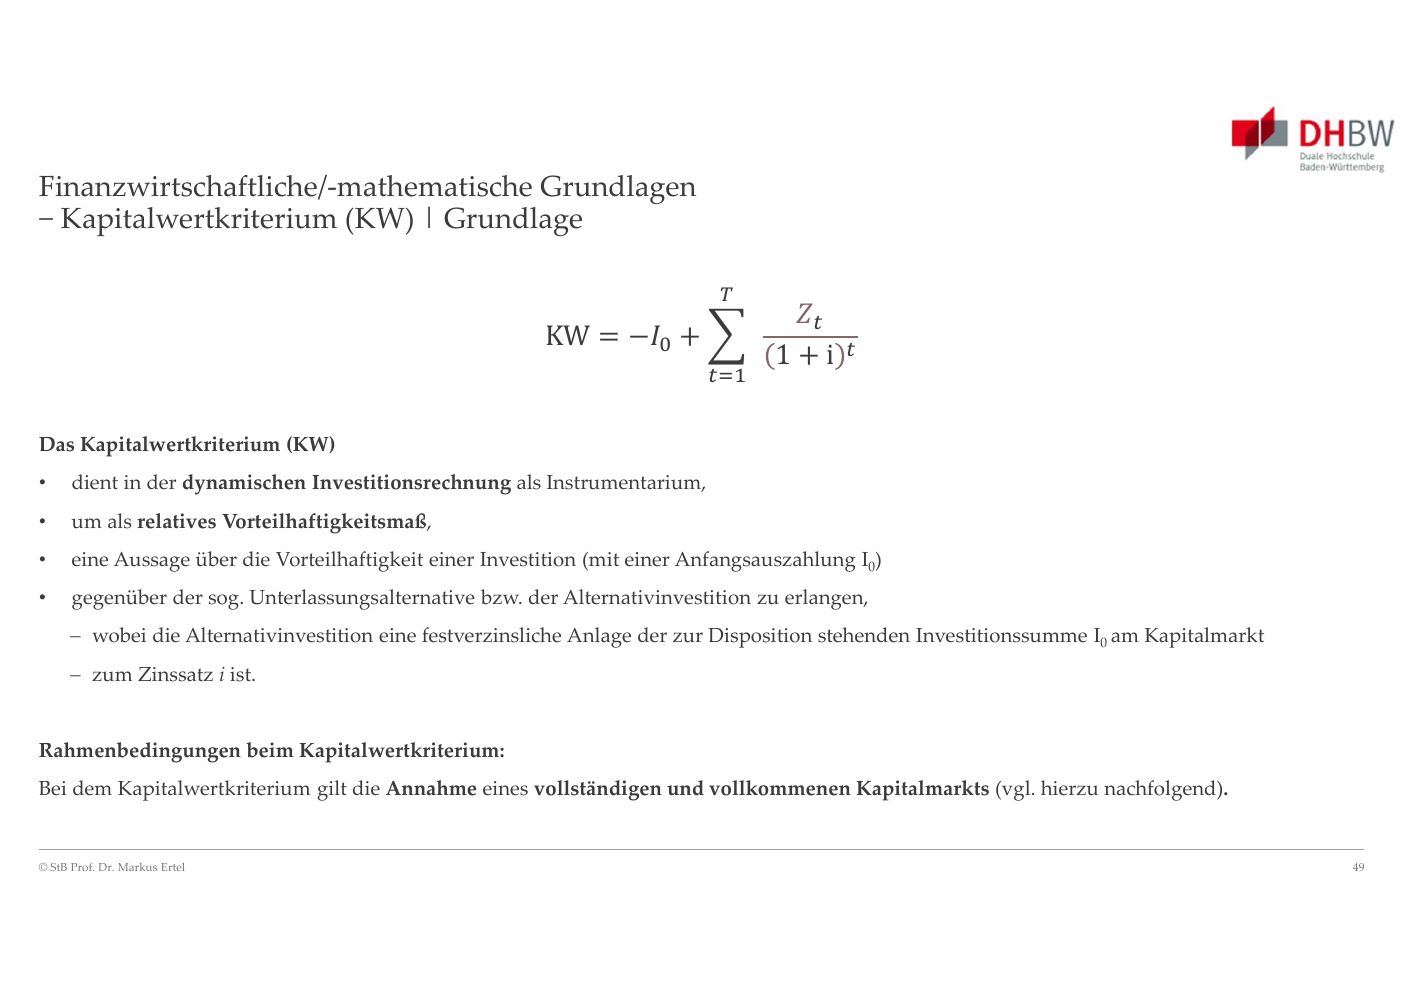 DHBW
Duale Hochschule
Baden-Württemberg
Finanzwirtschaftliche/-mathematische Grundlagen
− Kapitalwertkriterium (KW) | Grundlage
KW = −I₀ + ∑_{t=1}^{T} Z_t / (1 + i)^t
Das Kapitalwertkriterium (KW)
• dient in der dynamischen Investitionsrechnung als Instrumentarium,
• um als relatives Vorteilhaftigkeitsmaß,
• eine Aussage über die Vorteilhaftigkeit einer Investition (mit einer Anfangsauszahlung I₀)
• gegenüber der sog. Unterlassungsalternative bzw. der Alternativinvestition zu erlangen,
– wobei die Alternativinvestition eine festverzinsliche Anlage der zur Disposition stehenden Investitionssumme I₀ am Kapitalmarkt
– zum Zinssatz i ist.
Rahmenbedingungen beim Kapitalwertkriterium:
Bei dem Kapitalwertkriterium gilt die Annahme eines vollständigen und vollkommenen Kapitalmarkts (vgl. hierzu nachfolgend).
© StB Prof. Dr. Markus Ertel
49